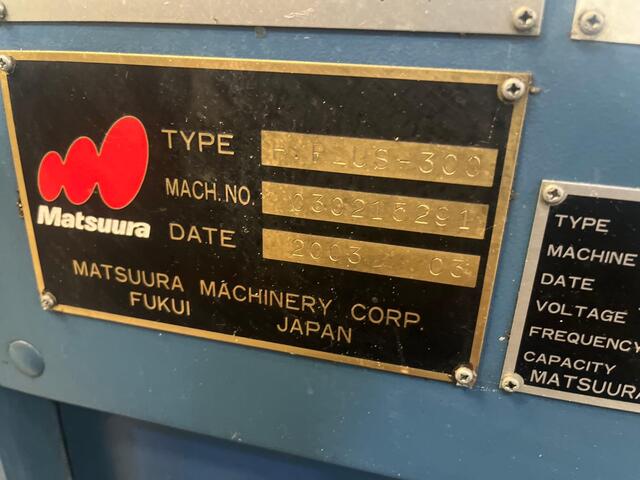 Matsuura
TYPE H.PLUS-300
MACH.NO. 030215291
DATE 2003 03
MATSUURA MACHINERY CORP.
FUKUI JAPAN
TYPE
MACHINE
DATE
VOLTAGE
FREQUENCY
CAPACITY
MATSUURA